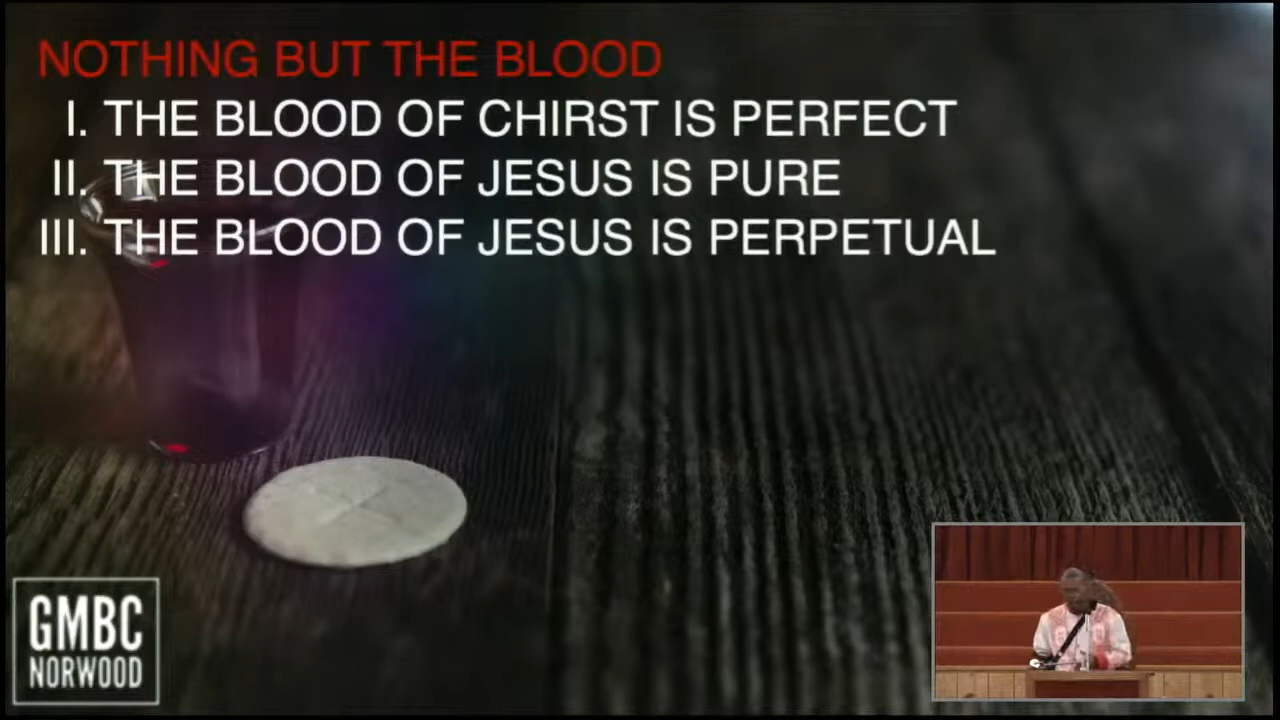 NOTHING BUT THE BLOOD
I. THE BLOOD OF CHIRST IS PERFECT
II. THE BLOOD OF JESUS IS PURE
III. THE BLOOD OF JESUS IS PERPETUAL
GMBC
NORWOOD